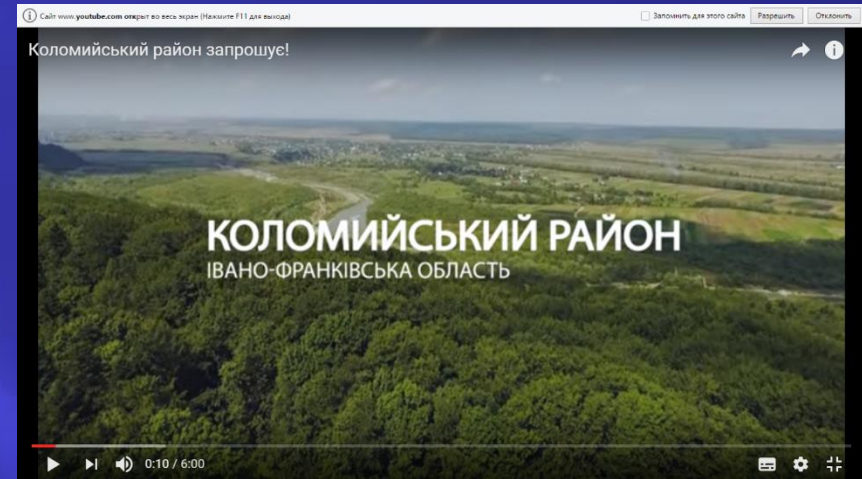 Сайт www.youtube.com открыт во весь экран (Нажмите F11 для выхода)
Запомнить для этого сайта Разрешить Отклонить
Коломийський район запрошує!
КОЛОМИЙСЬКИЙ РАЙОН
ІВАНО-ФРАНКІВСЬКА ОБЛАСТЬ
0:10 / 6:00